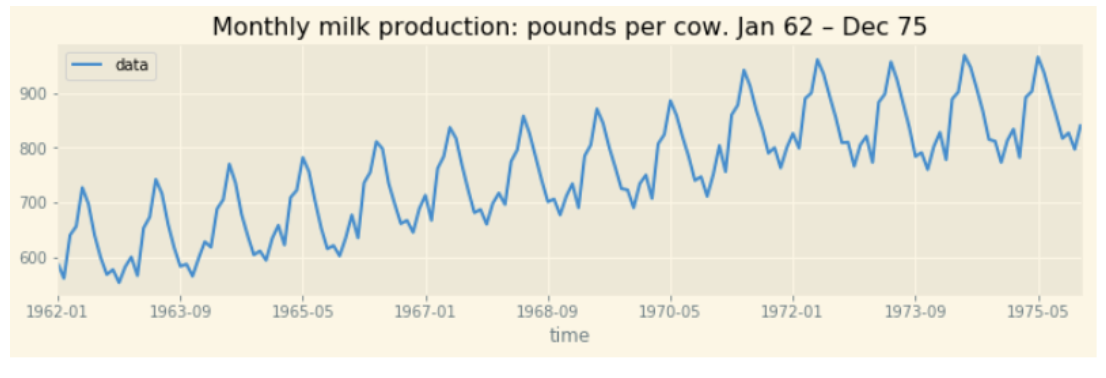 Monthly milk production: pounds per cow. Jan 62 – Dec 75
data
900
800
700
600
1962-01 1963-09 1965-05 1967-01 1968-09 1970-05 1972-01 1973-09 1975-05
time